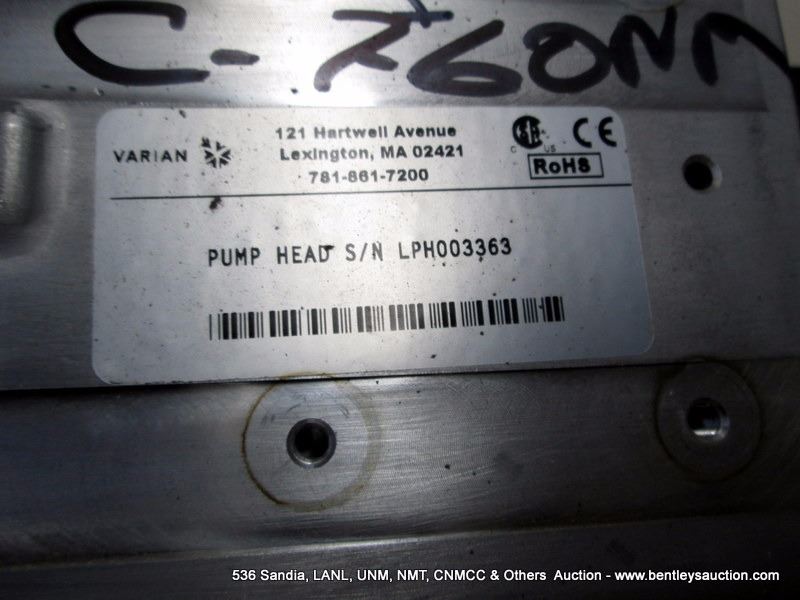 C-760NM
VARIAN
121 Hartwell Avenue
Lexington, MA 02421
781-861-7200
C US
CE
RoHS
PUMP HEAD S/N LPH003363
536 Sandia, LANL, UNM, NMT, CNMCC & Others Auction - www.bentleysauction.com